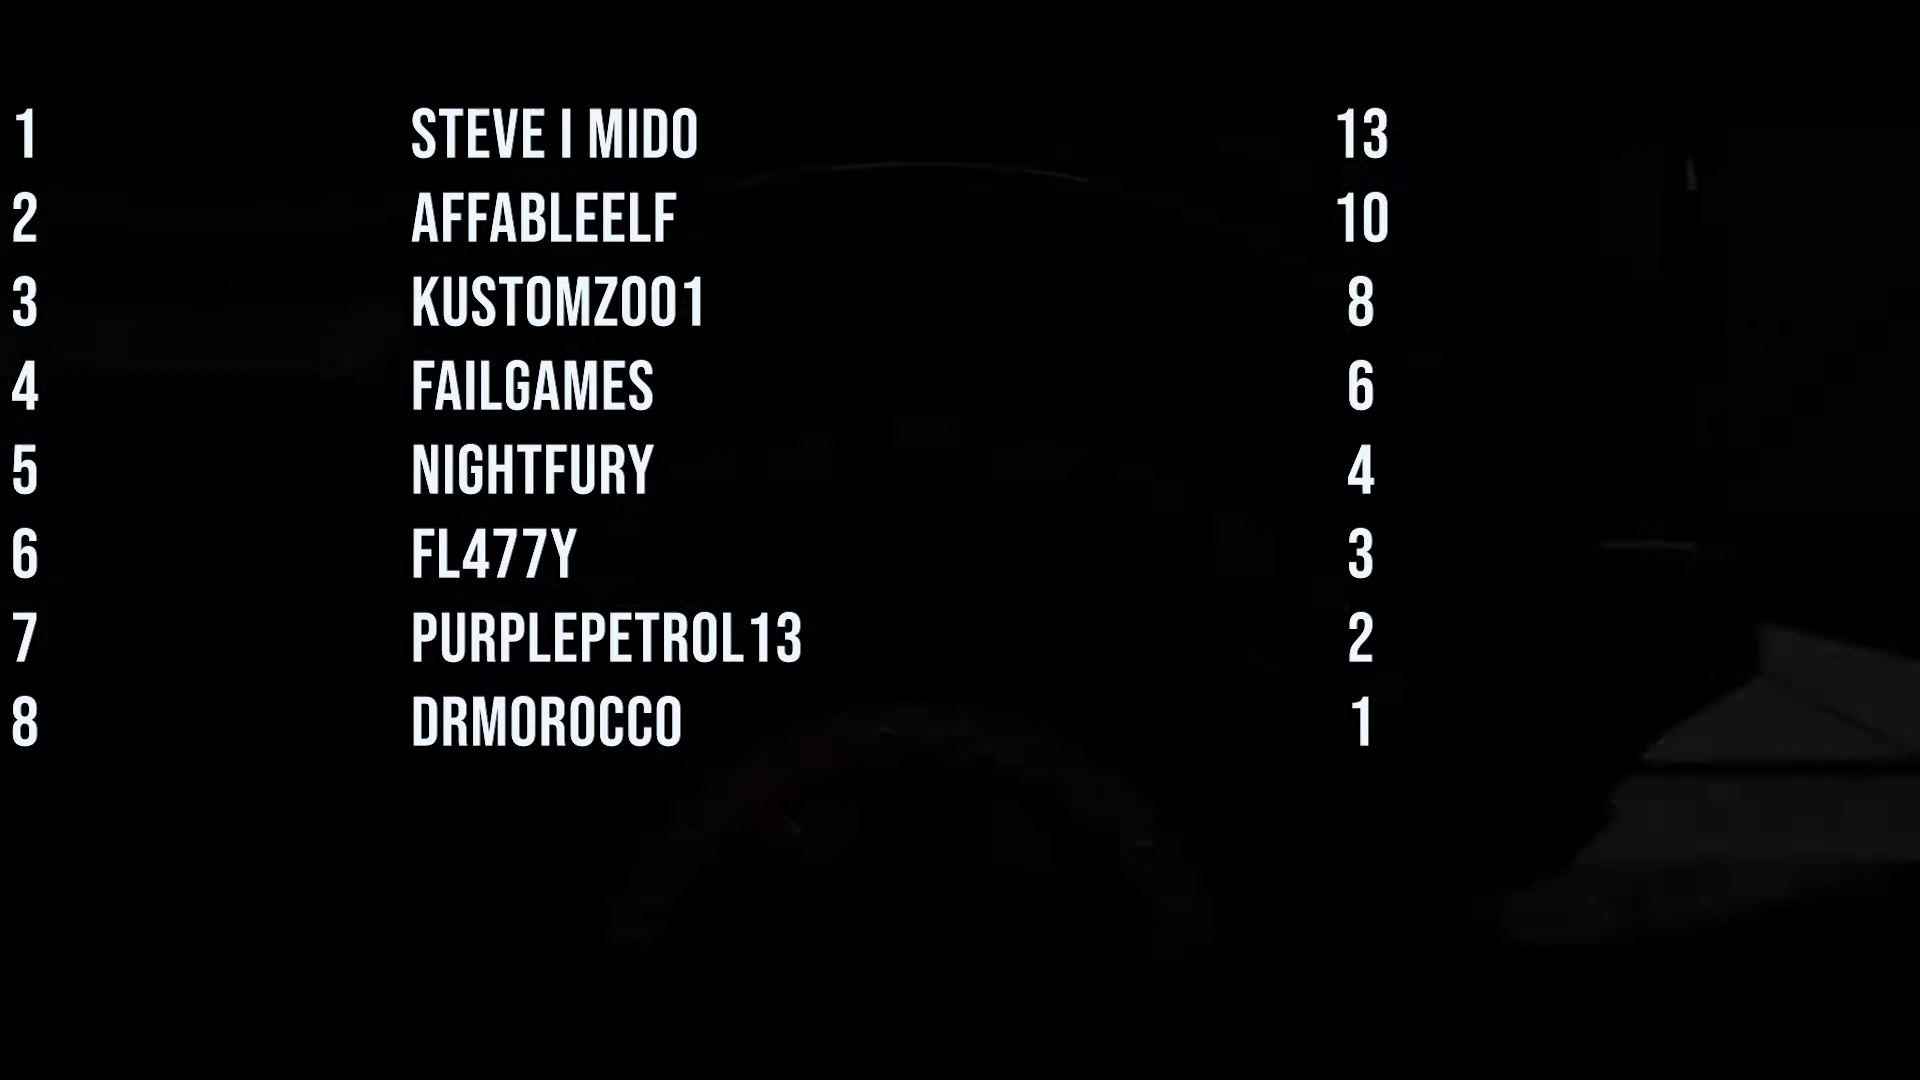 1 STEVE I MIDO 13
2 AFFABLEELF 10
3 KUSTOMZ001 8
4 FAILGAMES 6
5 NIGHTFURY 4
6 FL477Y 3
7 PURPLEPETROL13 2
8 DRMOROCCO 1